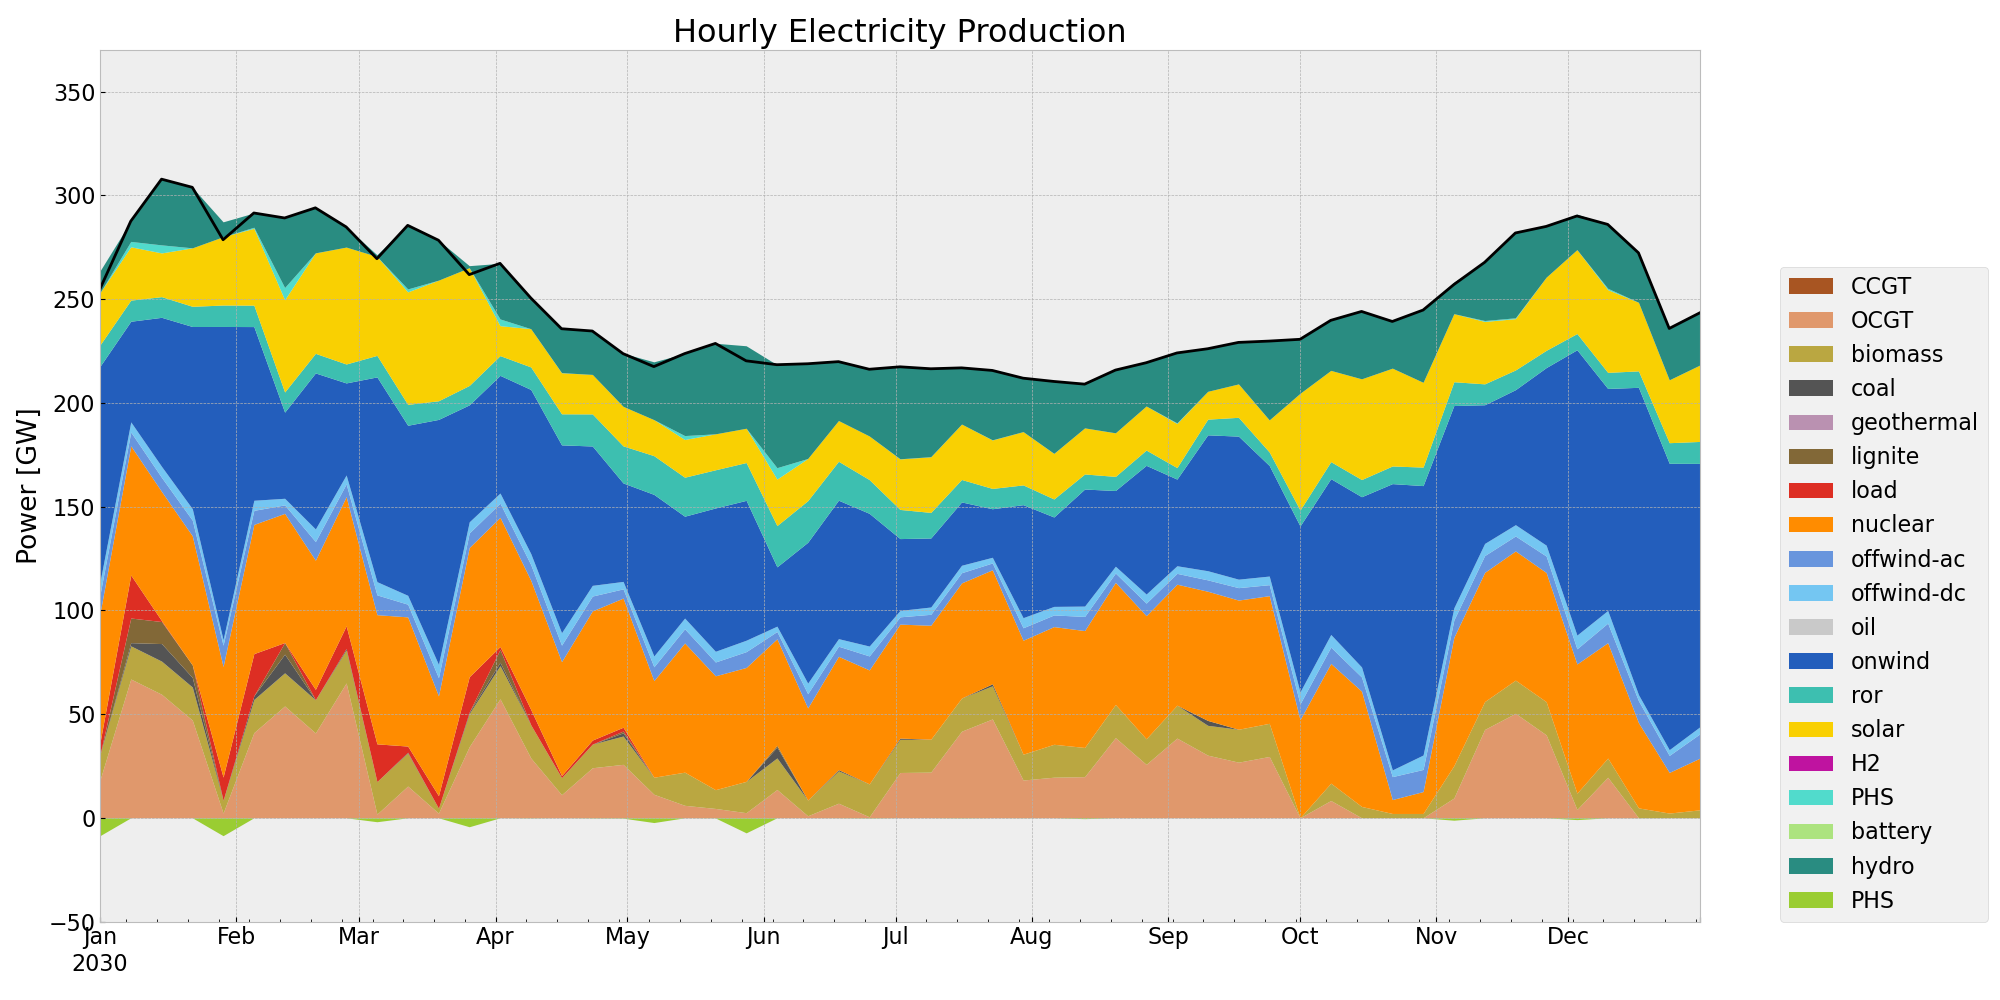 Hourly Electricity Production
Power [GW]
350
300
250
200
150
100
50
0
−50
Jan
2030
Feb
Mar
Apr
May
Jun
Jul
Aug
Sep
Oct
Nov
Dec
CCGT
OCGT
biomass
coal
geothermal
lignite
load
nuclear
offwind-ac
offwind-dc
oil
onwind
ror
solar
H2
PHS
battery
hydro
PHS